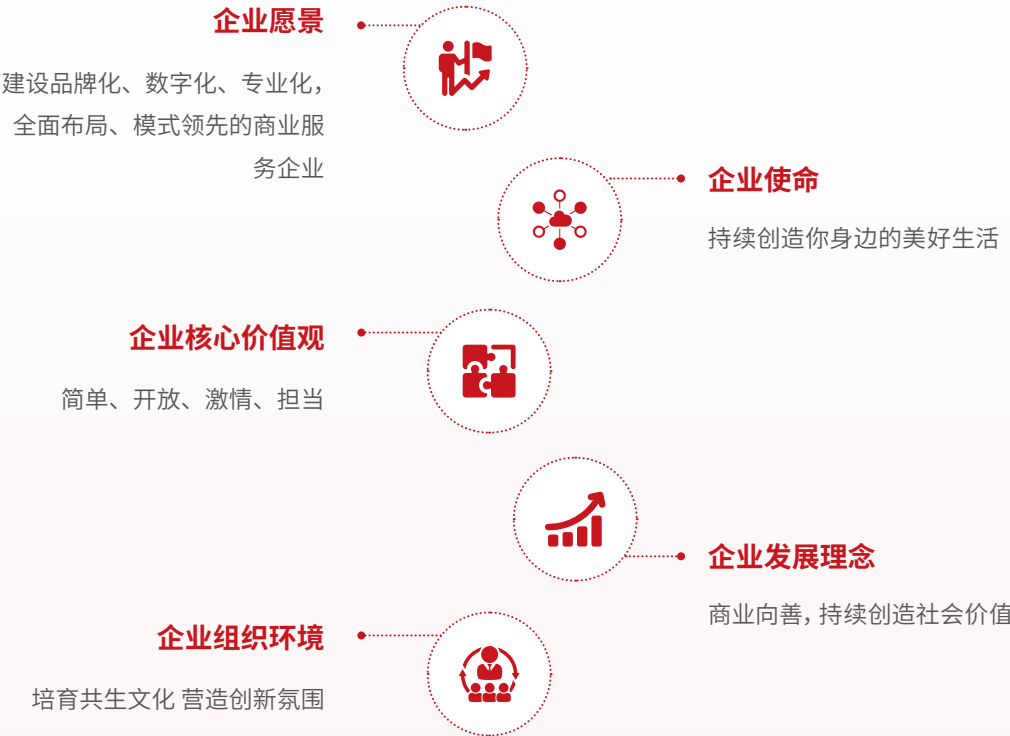 企业愿景
建设品牌化、数字化、专业化，
全面布局、模式领先的商业服
务企业
企业使命
持续创造你身边的美好生活
企业核心价值观
简单、开放、激情、担当
企业发展理念
商业向善，持续创造社会价值
企业组织环境
培育共生文化 营造创新氛围